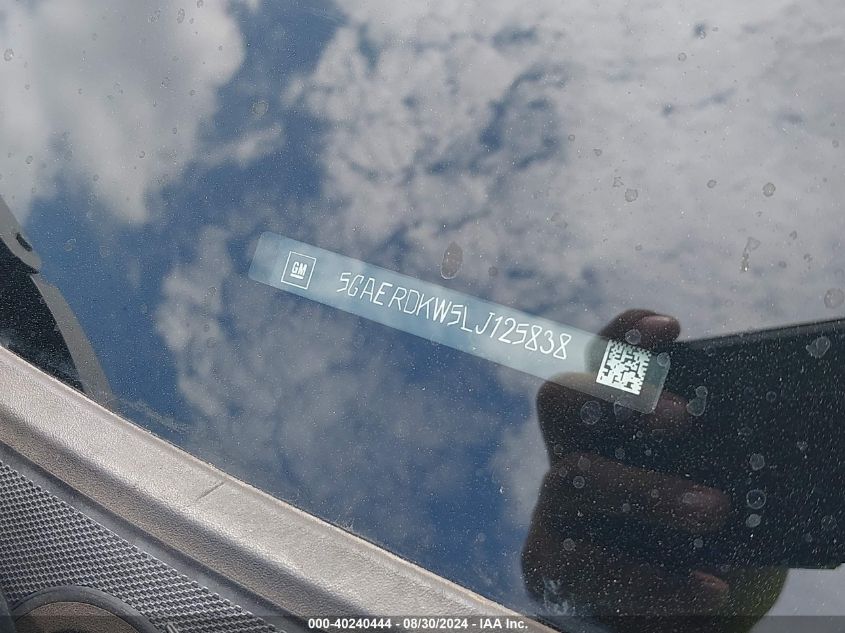 GM 5GAERDKW5LJ125838
000-40240444 - 08/30/2024 - IAA Inc.